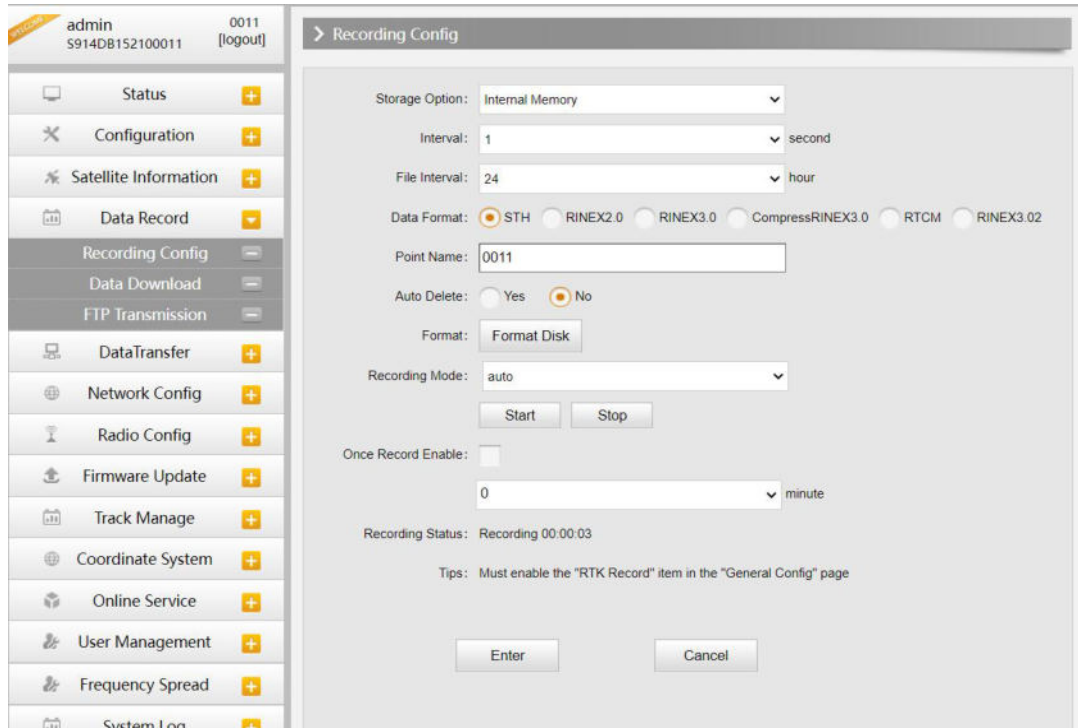 WELCOME
admin
0011
S914DB152100011
[logout]
Status
Configuration
Satellite Information
Data Record
Recording Config
Data Download
FTP Transmission
DataTransfer
Network Config
Radio Config
Firmware Update
Track Manage
Coordinate System
Online Service
User Management
Frequency Spread
System Log
Recording Config
Storage Option: Internal Memory
Interval: 1 second
File Interval: 24 hour
Data Format: STH RINEX2.0 RINEX3.0 CompressRINEX3.0 RTCM RINEX3.02
Point Name: 0011
Auto Delete: Yes No
Format: Format Disk
Recording Mode: auto
Start Stop
Once Record Enable:
0 minute
Recording Status: Recording 00:00:03
Tips: Must enable the "RTK Record" item in the "General Config" page
Enter Cancel